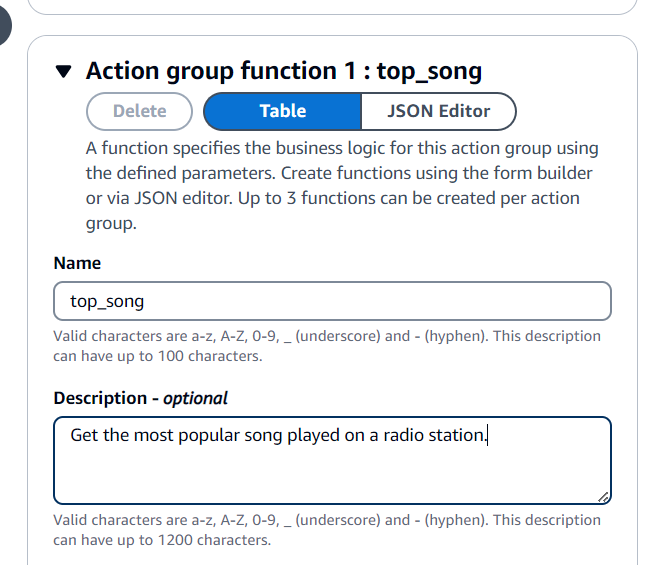 Action group function 1 : top_song
Delete
Table
JSON Editor
A function specifies the business logic for this action group using
the defined parameters. Create functions using the form builder
or via JSON editor. Up to 3 functions can be created per action
group.
Name
top_song
Valid characters are a-z, A-Z, 0-9, _ (underscore) and - (hyphen). This description
can have up to 100 characters.
Description - optional
Get the most popular song played on a radio station.
Valid characters are a-z, A-Z, 0-9, _ (underscore) and - (hyphen). This description
can have up to 1200 characters.